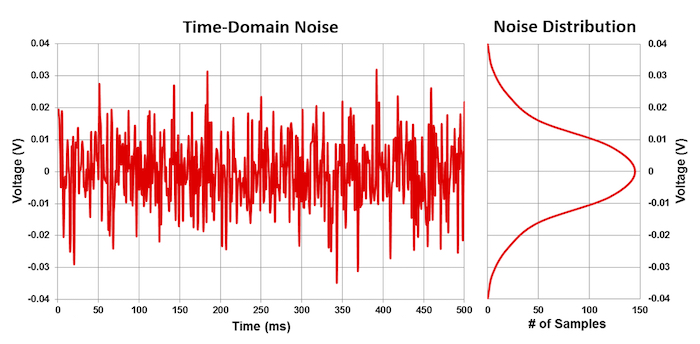 Time-Domain Noise
Noise Distribution
Voltage (V)
0.04
0.03
0.02
0.01
0
-0.01
-0.02
-0.03
-0.04
0 50 100 150 200 250 300 350 400 450 500
Time (ms)
0 50 100 150
# of Samples
0.04
0.03
0.02
0.01
0
-0.01
-0.02
-0.03
-0.04
Voltage (V)